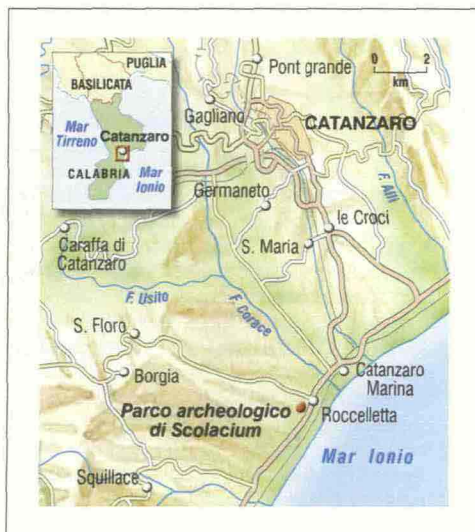 PUGLIA
BASILICATA
Mar
Tirreno
Catanzaro
CALABRIA
Mar
Ionio
Pont grande
0 2
km
Gagliano
CATANZARO
Germaneto
F. Alli
le Croci
S. Maria
Caraffa di
Catanzaro
F. Usito
F. Corace
S. Floro
Borgia
Catanzaro
Marina
Parco archeologico
di Scolacium
Roccelletta
Mar Ionio
Squillace